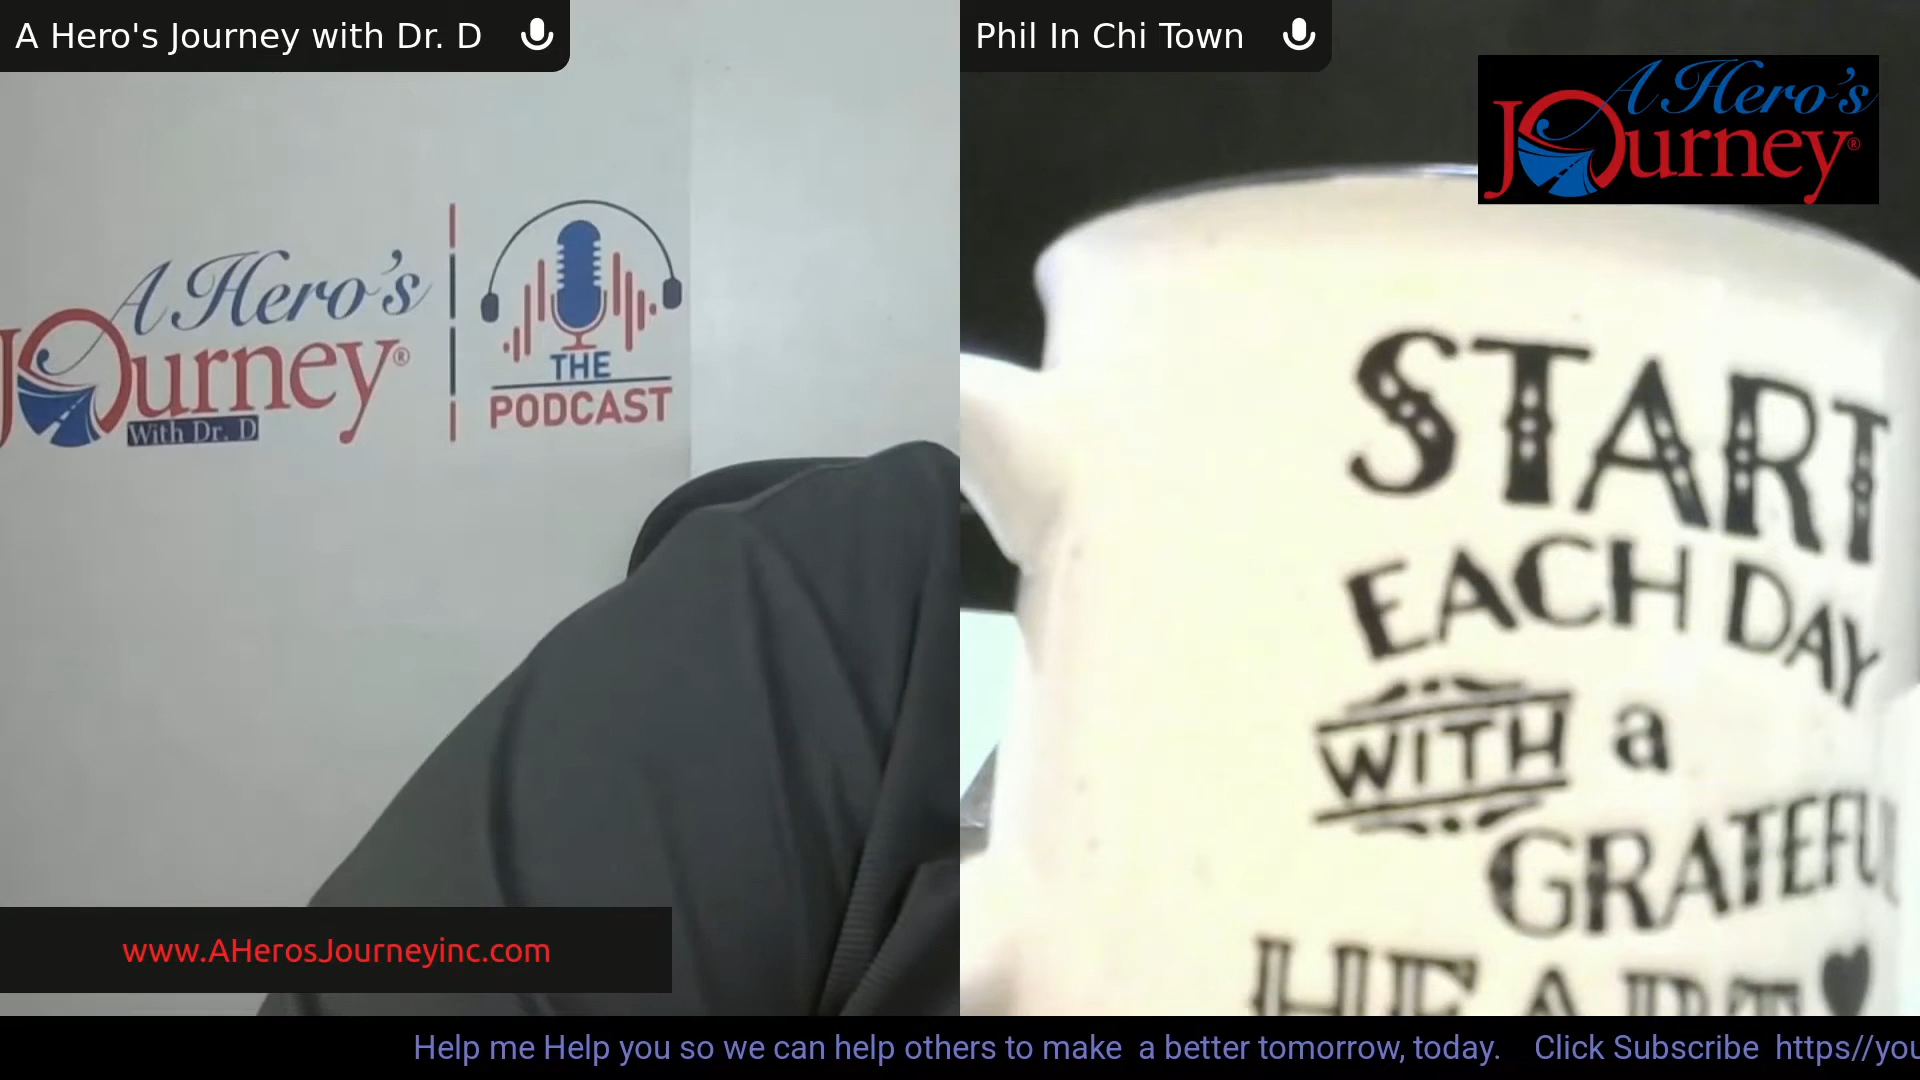 A Hero's Journey with Dr. D
Phil In Chi Town
A Hero's
Journey®
A Hero's
Journey®
With Dr. D
THE
PODCAST
START
EACH DAY
WITH a
GRATEFUL
HEART
www.AHerosJourneyinc.com
Help me Help you so we can help others to make a better tomorrow, today. Click Subscribe https//you